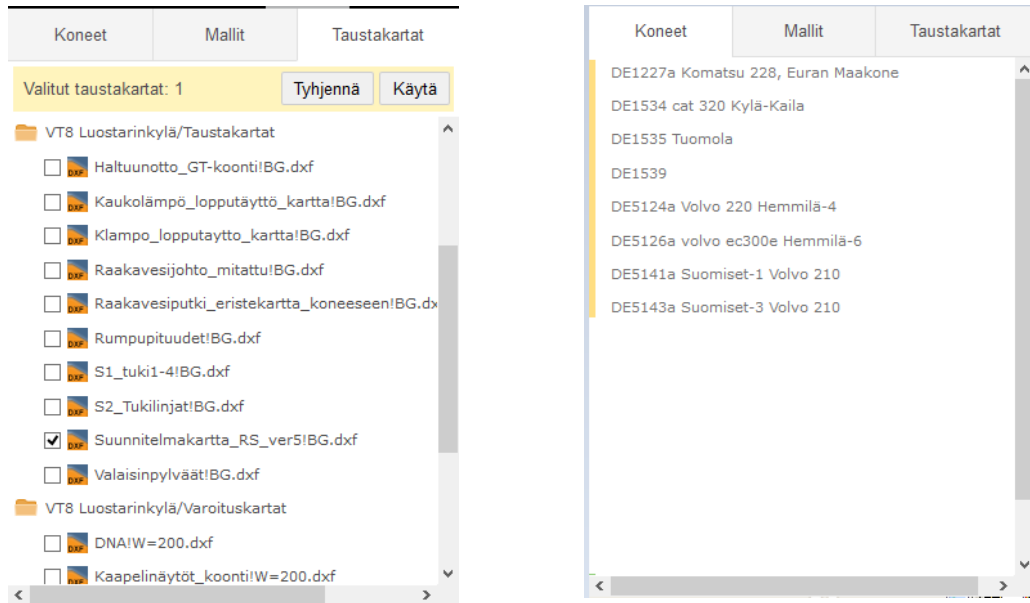 Koneet Mallit Taustakartat
Valitut taustakartat: 1 Tyhjennä Käytä
VT8 Luostarinkylä/Taustakartat
Haltuunotto_GT-koonti!BG.dxf
Kaukolämpö_lopputäyttö_kartta!BG.dxf
Klampo_lopputaytto_kartta!BG.dxf
Raakavesijohto_mitattu!BG.dxf
Raakavesiputki_eristekartta_koneeseen!BG.dx
Rumpupituudet!BG.dxf
S1_tuki1-4!BG.dxf
S2_Tukilinjat!BG.dxf
Suunnitelmakartta_RS_ver5!BG.dxf
Valaisinpylväät!BG.dxf
VT8 Luostarinkylä/Varoituskartat
DNA!W=200.dxf
Kaapelinäytöt_koonti!W=200.dxf
Koneet Mallit Taustakartat
DE1227a Komatsu 228, Euran Maakone
DE1534 cat 320 Kylä-Kaila
DE1535 Tuomola
DE1539
DE5124a Volvo 220 Hemmilä-4
DE5126a volvo ec300e Hemmilä-6
DE5141a Suomiset-1 Volvo 210
DE5143a Suomiset-3 Volvo 210